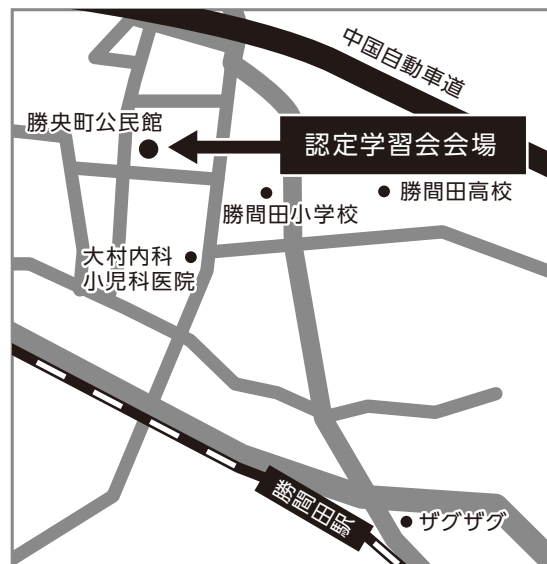 中国自動車道
勝央町公民館
認定学習会会場
勝間田高校
勝間田小学校
大村内科
小児科医院
勝間田駅
ザグザグ